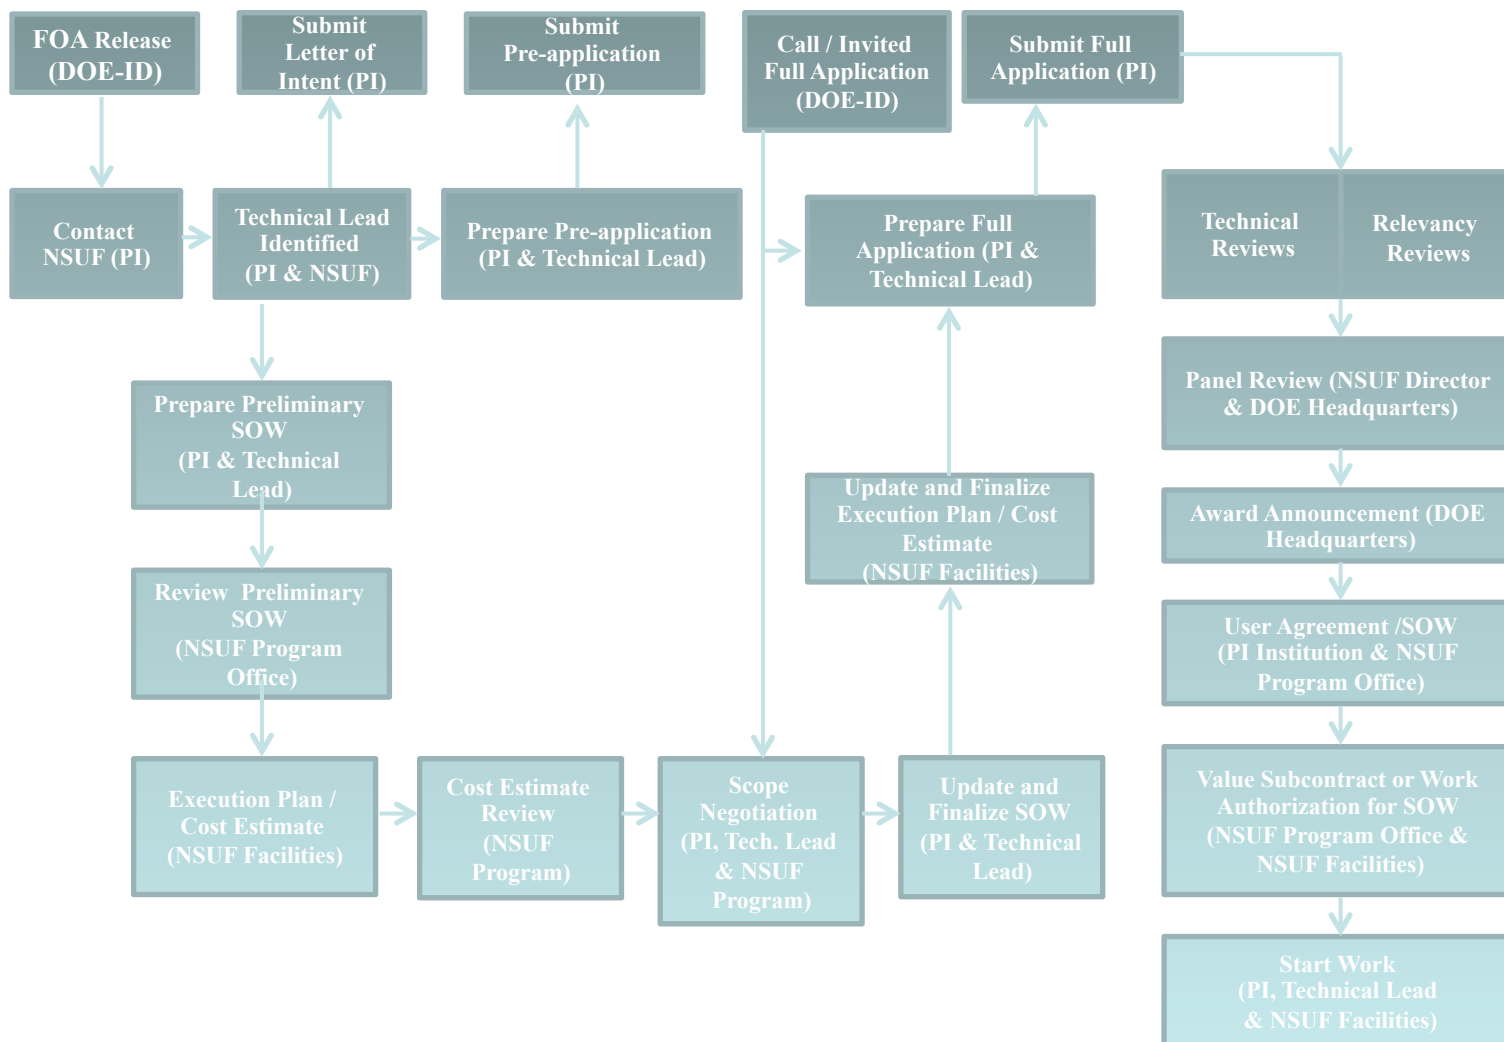 FOA Release
(DOE-ID)
Submit
Letter of
Intent (PI)
Submit
Pre-application
(PI)
Call / Invited
Full Application
(DOE-ID)
Submit Full
Application (PI)
Contact
NSUF (PI)
Technical Lead
Identified
(PI & NSUF)
Prepare Pre-application
(PI & Technical Lead)
Prepare Full
Application (PI &
Technical Lead)
Technical
Reviews
Relevancy
Reviews
Prepare Preliminary
SOW
(PI & Technical
Lead)
Panel Review (NSUF Director
& DOE Headquarters)
Update and Finalize
Execution Plan / Cost
Estimate
(NSUF Facilities)
Award Announcement (DOE
Headquarters)
Review Preliminary
SOW
(NSUF Program
Office)
User Agreement /SOW
(PI Institution & NSUF
Program Office)
Execution Plan /
Cost Estimate
(NSUF Facilities)
Cost Estimate
Review
(NSUF
Program)
Scope
Negotiation
(PI, Tech. Lead
& NSUF
Program)
Update and
Finalize SOW
(PI & Technical
Lead)
Value Subcontract or Work
Authorization for SOW
(NSUF Program Office &
NSUF Facilities)
Start Work
(PI, Technical Lead
& NSUF Facilities)